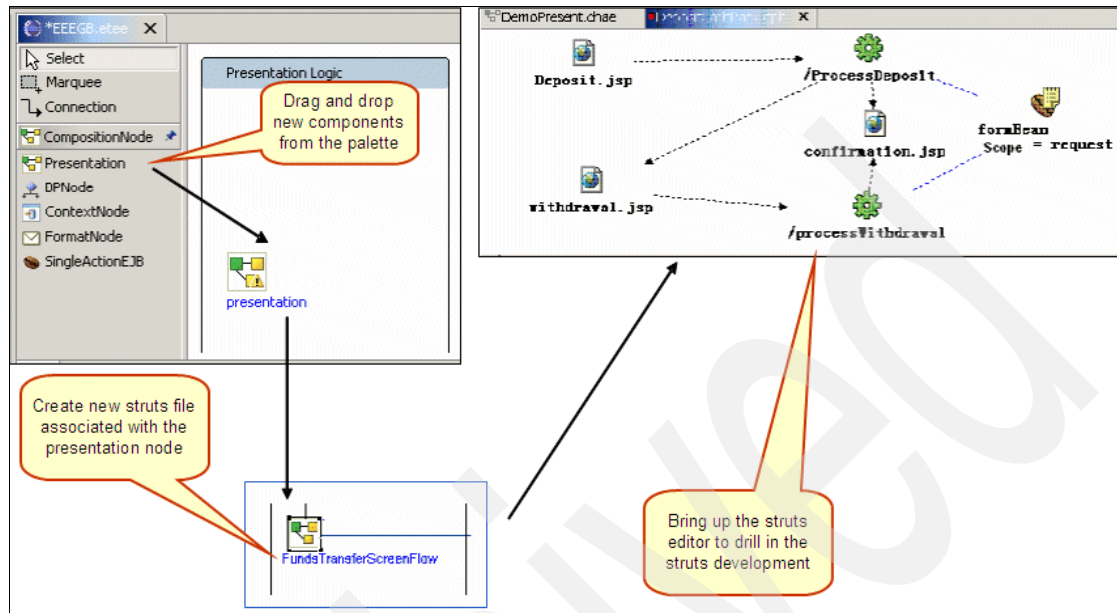 *EEEGB.etee X
Select
Marquee
Connection
CompositionNode
Presentation
DPNode
ContextNode
FormatNode
SingleActionEJB
Presentation Logic
Drag and drop
new components
from the palette
presentation
DemoPresent.chae
X
Deposit.jsp
/ProcessDeposit
confirmation.jsp
formBean
Scope = request
withdrawal.jsp
/processWithdrawal
Create new struts file
associated with the
presentation node
FundsTransferScreenFlow
Bring up the struts
editor to drill in the
struts development